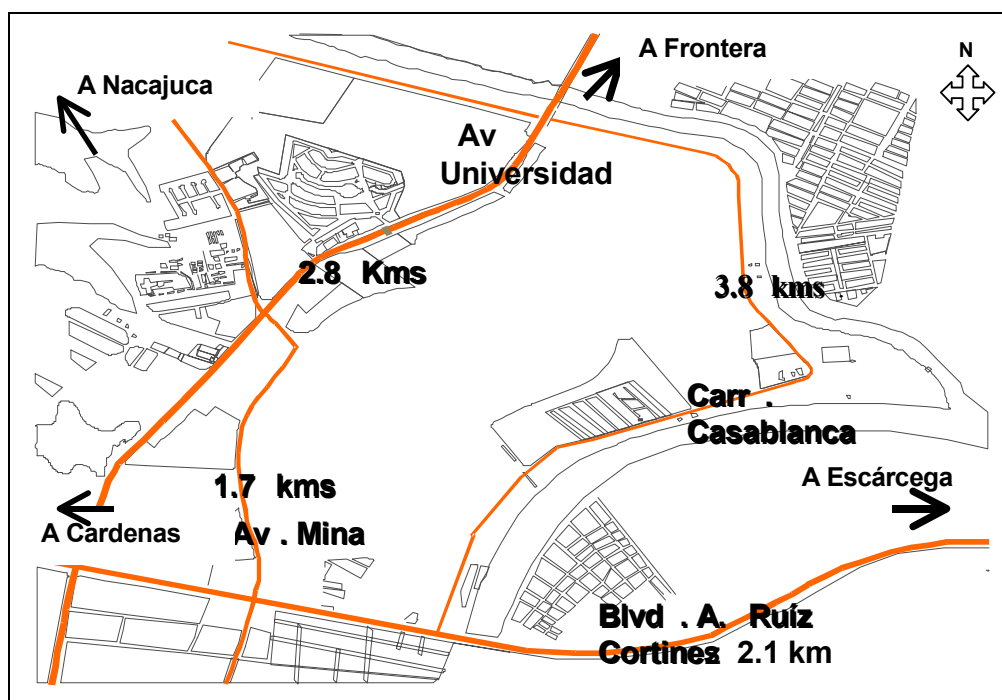 A Frontera
N
A Nacajuca
Av
Universidad
2.8 Kms
3.8 kms
Carr .
Casablanca
1.7 kms
A Escárcega
A Cardenas
Av . Mina
Blvd . A. Ruíz
Cortinez 2.1 km